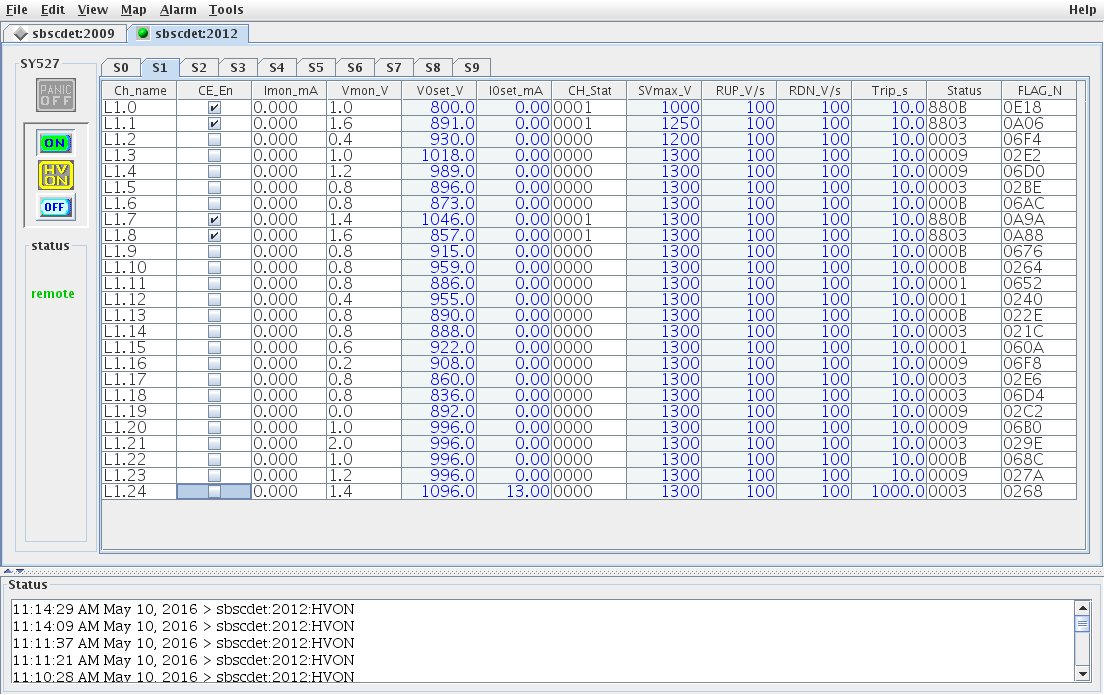 File Edit View Map Alarm Tools Help
sbscdet:2009 sbscdet:2012
SY527
S0 S1 S2 S3 S4 S5 S6 S7 S8 S9
PANIC
OFF
ON
HV
ON
OFF
status
remote
Ch_name CE_En Imon_mA Vmon_V V0set_V I0set_mA CH_Stat SVmax_V RUP_V/s RDN_V/s Trip_s Status FLAG_N
L1.0 0.000 1.0 800.0 0.00 0001 1000 100 100 10.0 880B 0E18
L1.1 0.000 1.6 891.0 0.00 0001 1250 100 100 10.0 8803 0A06
L1.2 0.000 0.4 930.0 0.00 0000 1200 100 100 10.0 0003 06F4
L1.3 0.000 1.0 1018.0 0.00 0000 1300 100 100 10.0 0009 02E2
L1.4 0.000 1.2 989.0 0.00 0000 1300 100 100 10.0 0009 06D0
L1.5 0.000 0.8 896.0 0.00 0000 1300 100 100 10.0 0003 02BE
L1.6 0.000 0.8 873.0 0.00 0000 1300 100 100 10.0 000B 06AC
L1.7 0.000 1.4 1046.0 0.00 0001 1300 100 100 10.0 880B 0A9A
L1.8 0.000 1.6 857.0 0.00 0001 1300 100 100 10.0 8803 0A88
L1.9 0.000 0.8 915.0 0.00 0000 1300 100 100 10.0 000B 0676
L1.10 0.000 0.8 959.0 0.00 0000 1300 100 100 10.0 000B 0264
L1.11 0.000 0.8 886.0 0.00 0000 1300 100 100 10.0 0001 0652
L1.12 0.000 0.4 955.0 0.00 0000 1300 100 100 10.0 0001 0240
L1.13 0.000 0.8 890.0 0.00 0000 1300 100 100 10.0 000B 022E
L1.14 0.000 0.8 888.0 0.00 0000 1300 100 100 10.0 0003 021C
L1.15 0.000 0.6 922.0 0.00 0000 1300 100 100 10.0 0001 060A
L1.16 0.000 0.2 908.0 0.00 0000 1300 100 100 10.0 0009 06F8
L1.17 0.000 0.8 860.0 0.00 0000 1300 100 100 10.0 0003 02E6
L1.18 0.000 0.8 836.0 0.00 0000 1300 100 100 10.0 0003 06D4
L1.19 0.000 0.0 892.0 0.00 0000 1300 100 100 10.0 0009 02C2
L1.20 0.000 1.0 996.0 0.00 0000 1300 100 100 10.0 0009 06B0
L1.21 0.000 2.0 996.0 0.00 0000 1300 100 100 10.0 0003 029E
L1.22 0.000 1.0 996.0 0.00 0000 1300 100 100 10.0 000B 068C
L1.23 0.000 1.2 996.0 0.00 0000 1300 100 100 10.0 0009 027A
L1.24 0.000 1.4 1096.0 13.00 0000 1300 100 100 1000.0 0003 0268
Status
11:14:29 AM May 10, 2016 > sbscdet:2012:HVON
11:14:09 AM May 10, 2016 > sbscdet:2012:HVON
11:11:37 AM May 10, 2016 > sbscdet:2012:HVON
11:11:21 AM May 10, 2016 > sbscdet:2012:HVON
11:10:28 AM May 10, 2016 > sbscdet:2012:HVON